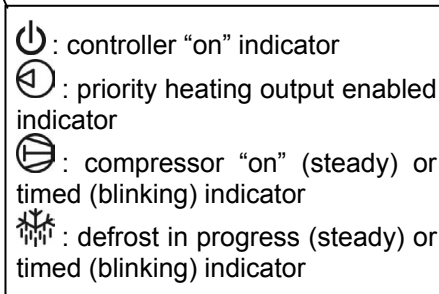 : controller “on” indicator
: priority heating output enabled
indicator
: compressor “on” (steady) or
timed (blinking) indicator
: defrost in progress (steady) or
timed (blinking) indicator